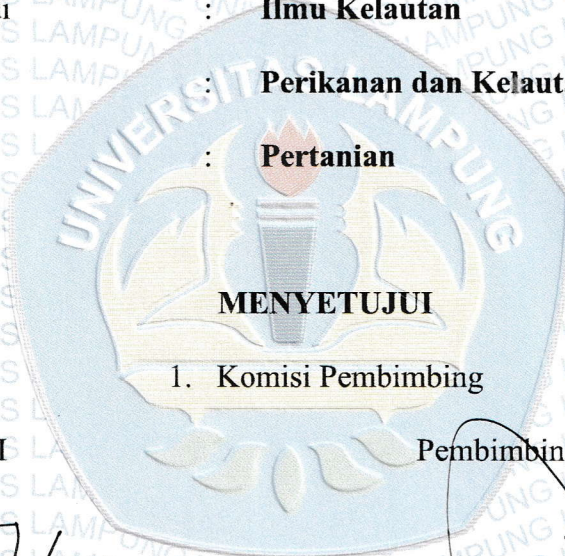 : Ilmu Kelautan
: Perikanan dan Kelaut
: Pertanian
UNIVERSITAS LAMPUNG
MENYETUJUI
1. Komisi Pembimbing
I Pembimbin